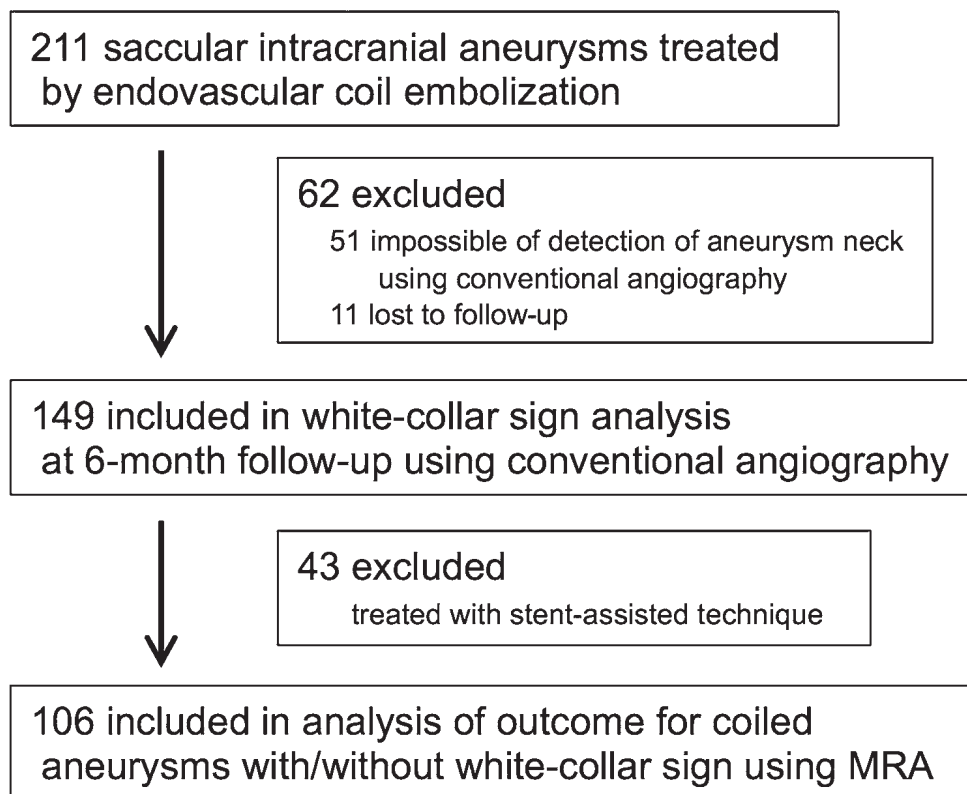 211 saccular intracranial aneurysms treated
by endovascular coil embolization
62 excluded
51 impossible of detection of aneurysm neck
using conventional angiography
11 lost to follow-up
149 included in white-collar sign analysis
at 6-month follow-up using conventional angiography
43 excluded
treated with stent-assisted technique
106 included in analysis of outcome for coiled
aneurysms with/without white-collar sign using MRA